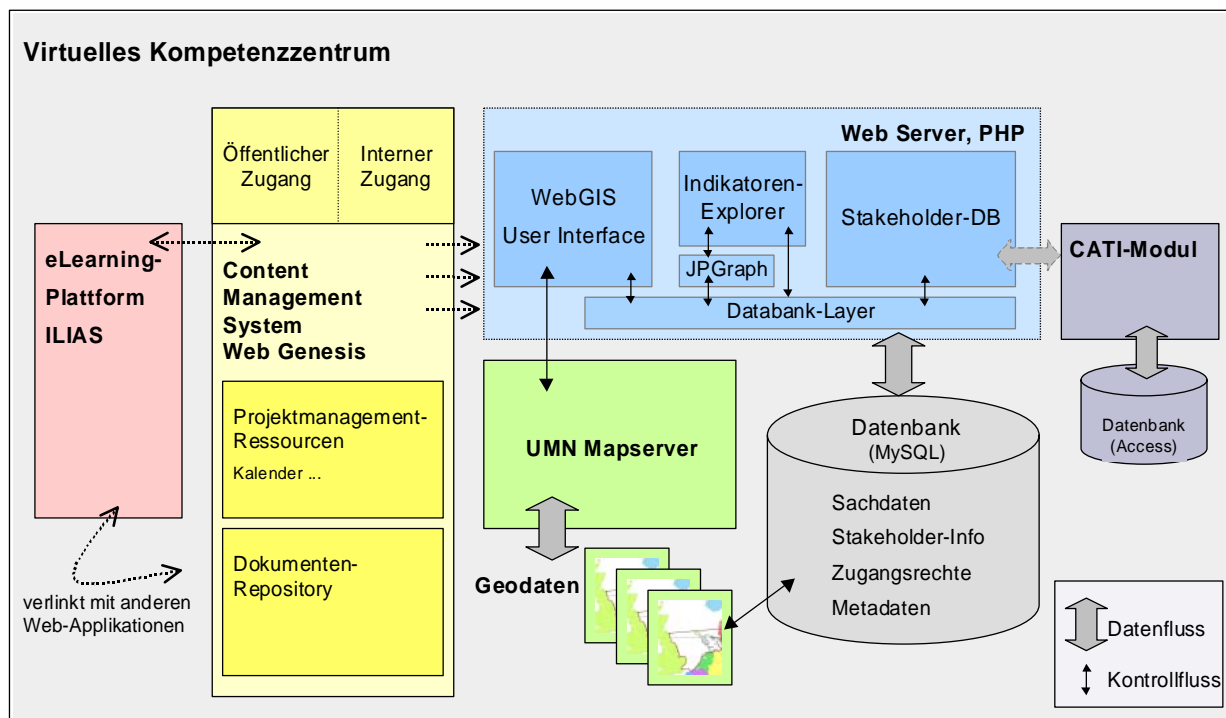 Virtuelles Kompetenzzentrum
Öffentlicher
Zugang
Interner
Zugang
eLearning-
Plattform
ILIAS
Content
Management
System
Web Genesis
Projektmanagement-
Ressourcen
Kalender ...
Dokumenten-
Repository
verlinkt mit anderen
Web-Applikationen
Web Server, PHP
WebGIS
User Interface
Indikatoren-
Explorer
JPGraph
Stakeholder-DB
Databank-Layer
CATI-Modul
Datenbank
(Access)
UMN Mapserver
Geodaten
Datenbank
(MySQL)
Sachdaten
Stakeholder-Info
Zugangsrechte
Metadaten
Datenfluss
Kontrollfluss